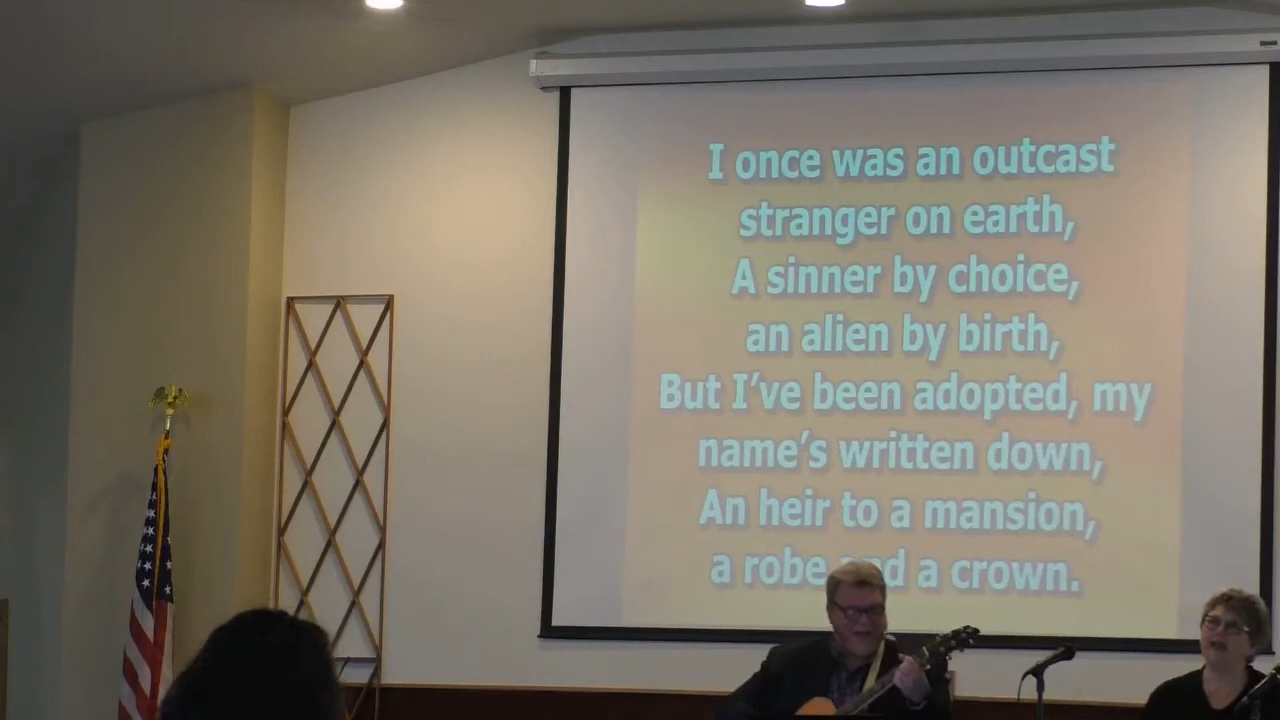 I once was an outcast
stranger on earth,
A sinner by choice,
an alien by birth,
But I've been adopted, my
name's written down,
An heir to a mansion,
a robe a crown.